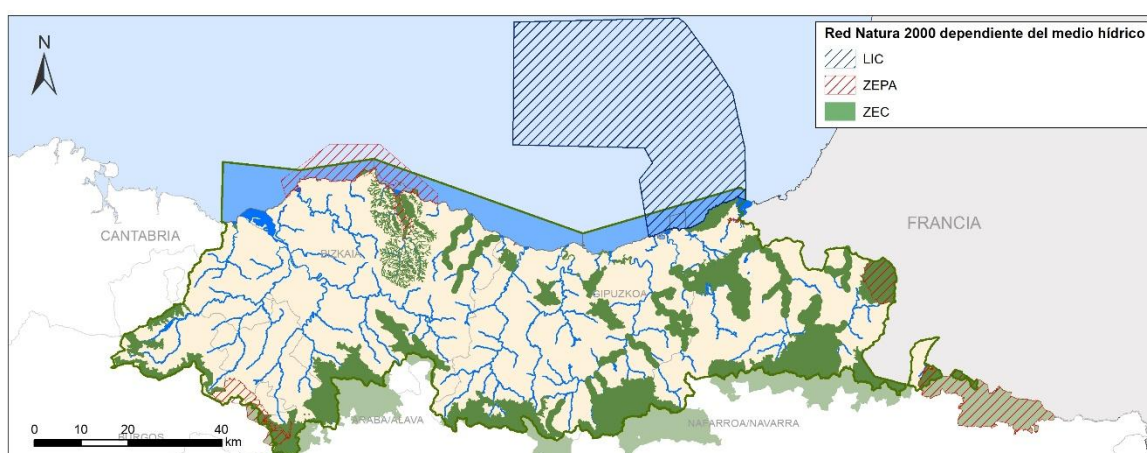 Red Natura 2000 dependiente del medio hídrico
LIC
ZEPA
ZEC
N
CANTABRIA
FRANCIA
BIZKAIA
GIPUZKOA
ARABA/ÁLAVA
NAFARROA/NAVARRA
BURGOS
0 10 20 40
km